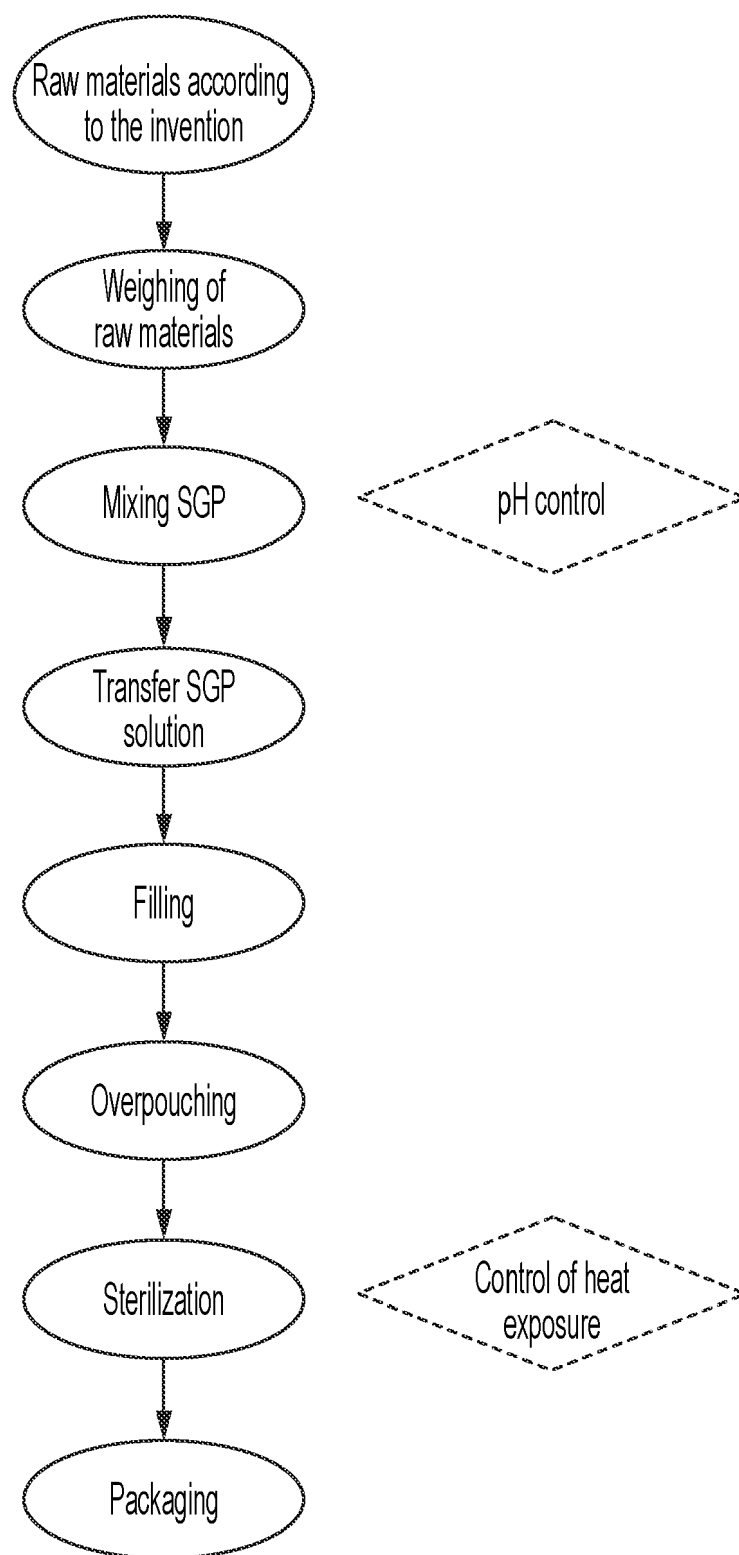 Raw materials according
to the invention
Weighing of
raw materials
Mixing SGP
pH control
Transfer SGP
solution
Filling
Overpouching
Sterilization
Control of heat
exposure
Packaging